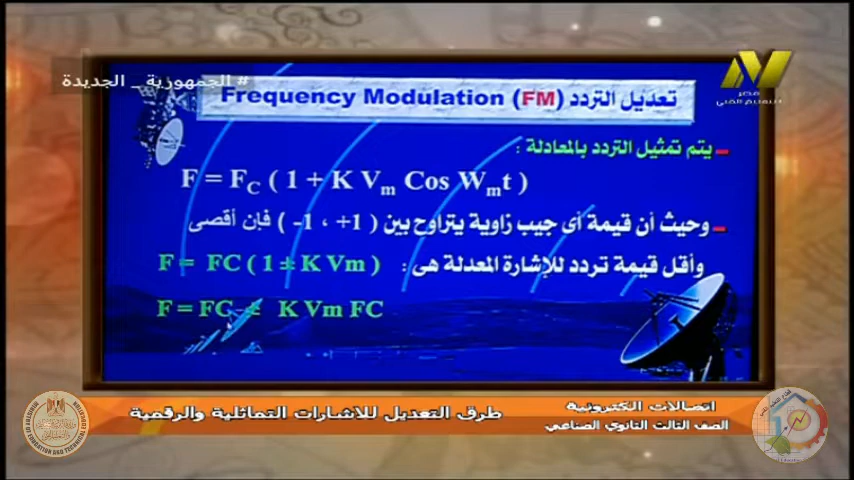 # الجمهورية _ الجديدة
مصر
التعليم الفني
تعديل التردد Frequency Modulation (FM)
يتم تمثيل التردد بالمعادلة :
F = FC ( 1 + K Vm Cos Wmt )
وحيث أن قيمة أى جيب زاوية يتراوح بين ( 1+ ، 1- ) فإن أقصى
وأقل قيمة تردد للإشارة المعدلة هى : F = FC ( 1 ± K Vm )
F = FC ± K Vm FC
اتصالات الكترونية
الصف الثالث الثانوي الصناعي
طرق التعديل للاشارات التماثلية والرقمية